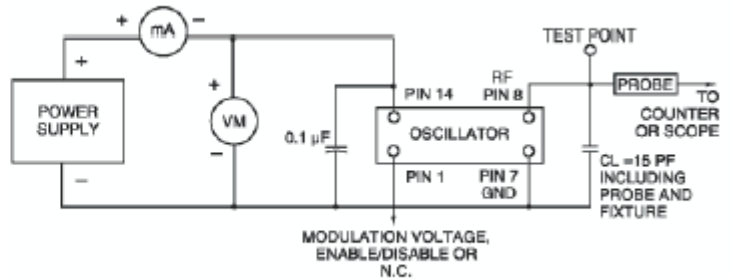 + mA -
TEST POINT
+
POWER
SUPPLY
-
+
VM
-
0.1 µF
PIN 14
RF
PIN 8
OSCILLATOR
PIN 1
PIN 7
GND
PROBE
TO
COUNTER
OR SCOPE
CL =15 PF
INCLUDING
PROBE AND
FIXTURE
MODULATION VOLTAGE,
ENABLE/DISABLE OR
N.C.